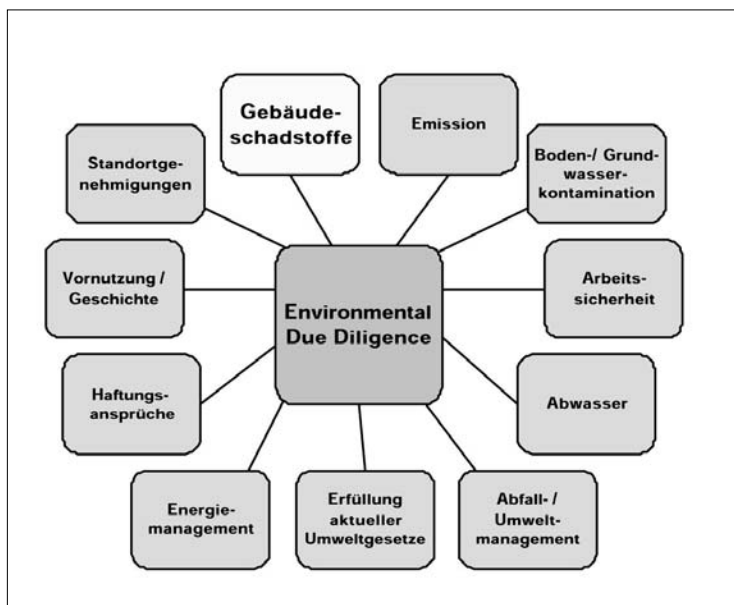 Gebäude-
schadstoffe
Emission
Standortge-
nehmigungen
Boden-/ Grund-
wasser-
kontamination
Vornutzung /
Geschichte
Environmental
Due Diligence
Arbeits-
sicherheit
Haftungs-
ansprüche
Abwasser
Energie-
management
Erfüllung
aktueller
Umweltgesetze
Abfall- /
Umwelt-
management